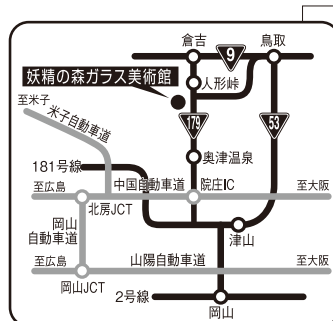 倉吉
9
鳥取
妖精の森ガラス美術館
人形峠
至米子
米子自動車道
179
53
奥津温泉
181号線
至広島
中国自動車道
院庄IC
至大阪
北房JCT
岡山
自動車道
津山
至広島
山陽自動車道
至大阪
岡山JCT
2号線
岡山